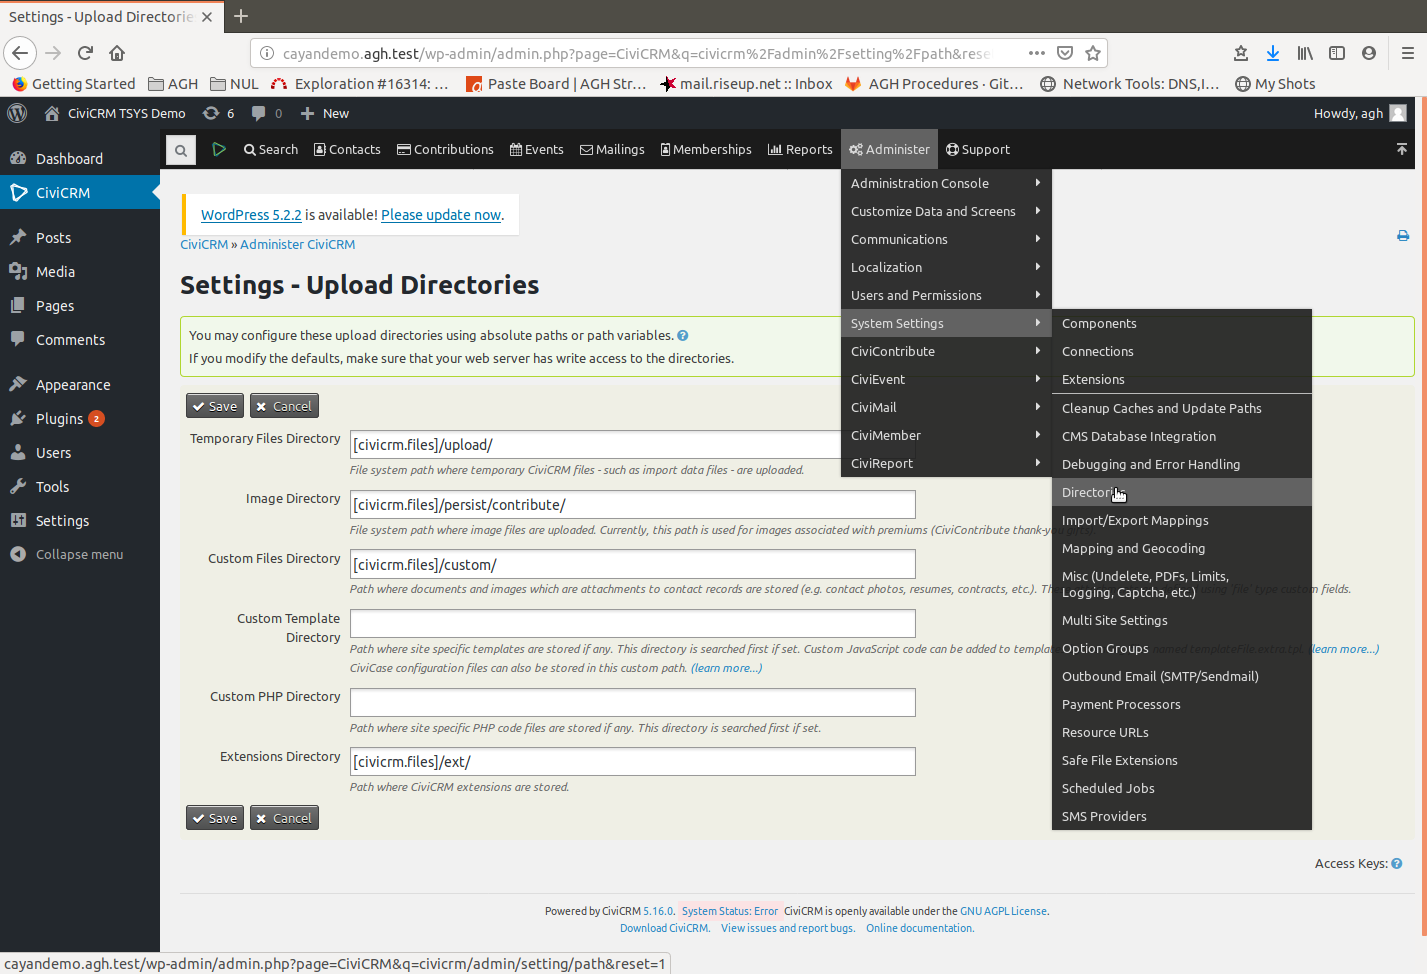 Settings - Upload Directorie
cayandemo.agh.test/wp-admin/admin.php?page=CiviCRM&q=civicrm%2Fadmin%2Fsetting%2Fpath&rese
Getting Started
AGH
NUL
Exploration #16314: ...
Paste Board | AGH Str...
mail.riseup.net :: Inbox
AGH Procedures · Git...
Network Tools: DNS,I...
My Shots
CiviCRM TSYS Demo
6
0
New
Howdy, agh
Search
Contacts
Contributions
Events
Mailings
Memberships
Reports
Administer
Support
Dashboard
CiviCRM
Posts
Media
Pages
Comments
Appearance
Plugins 2
Users
Tools
Settings
Collapse menu
WordPress 5.2.2 is available! Please update now.
CiviCRM » Administer CiviCRM
Settings - Upload Directories
You may configure these upload directories using absolute paths or path variables.
If you modify the defaults, make sure that your web server has write access to the directories.
Save
Cancel
Temporary Files Directory
[civicrm.files]/upload/
File system path where temporary CiviCRM files - such as import data files - are uploaded.
Image Directory
[civicrm.files]/persist/contribute/
File system path where image files are uploaded. Currently, this path is used for images associated with premiums (CiviContribute thank-you gifts).
Custom Files Directory
[civicrm.files]/custom/
Path where documents and images which are attachments to contact records are stored (e.g. contact photos, resumes, contracts, etc.). using 'file' type custom fields.
Custom Template
Directory
Path where site specific templates are stored if any. This directory is searched first if set. Custom JavaScript code can be added to template named templateFile.extra.tpl. (learn more...)
CiviCase configuration files can also be stored in this custom path. (learn more...)
Custom PHP Directory
Path where site specific PHP code files are stored if any. This directory is searched first if set.
Extensions Directory
[civicrm.files]/ext/
Path where CiviCRM extensions are stored.
Save
Cancel
Administration Console
Customize Data and Screens
Communications
Localization
Users and Permissions
System Settings
CiviContribute
CiviEvent
CiviMail
CiviMember
CiviReport
Components
Connections
Extensions
Cleanup Caches and Update Paths
CMS Database Integration
Debugging and Error Handling
Directories
Import/Export Mappings
Mapping and Geocoding
Misc (Undelete, PDFs, Limits,
Logging, Captcha, etc.)
Multi Site Settings
Option Groups
Outbound Email (SMTP/Sendmail)
Payment Processors
Resource URLs
Safe File Extensions
Scheduled Jobs
SMS Providers
Access Keys:
Powered by CiviCRM 5.16.0. System Status: Error CiviCRM is openly available under the GNU AGPL License.
Download CiviCRM. View issues and report bugs. Online documentation.
cayandemo.agh.test/wp-admin/admin.php?page=CiviCRM&q=civicrm/admin/setting/path&reset=1